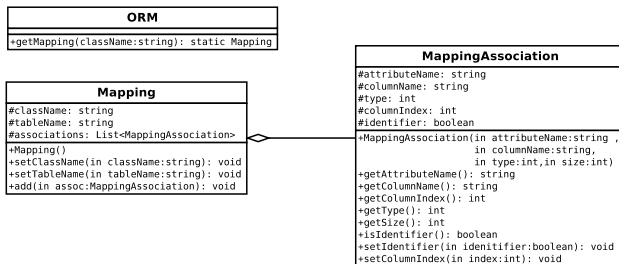 ORM
+getMapping(className:string): static Mapping
Mapping
#className: string
#tableName: string
#associations: List<MappingAssociation>
+Mapping()
+setClassName(in className:string): void
+setTableName(in tableName:string): void
+add(in assoc:MappingAssociation): void
MappingAssociation
#attributeName: string
#columnName: string
#type: int
#columnIndex: int
#identifier: boolean
+MappingAssociation(in attributeName:string ,
in columnName:string,
in type:int,in size:int)
+getAttributeName(): string
+getColumnName(): string
+getColumnIndex(): int
+getType(): int
+getSize(): int
+isIdentifier(): boolean
+setIdentifier(in idenitifier:boolean): void
+setColumnIndex(in index:int): void